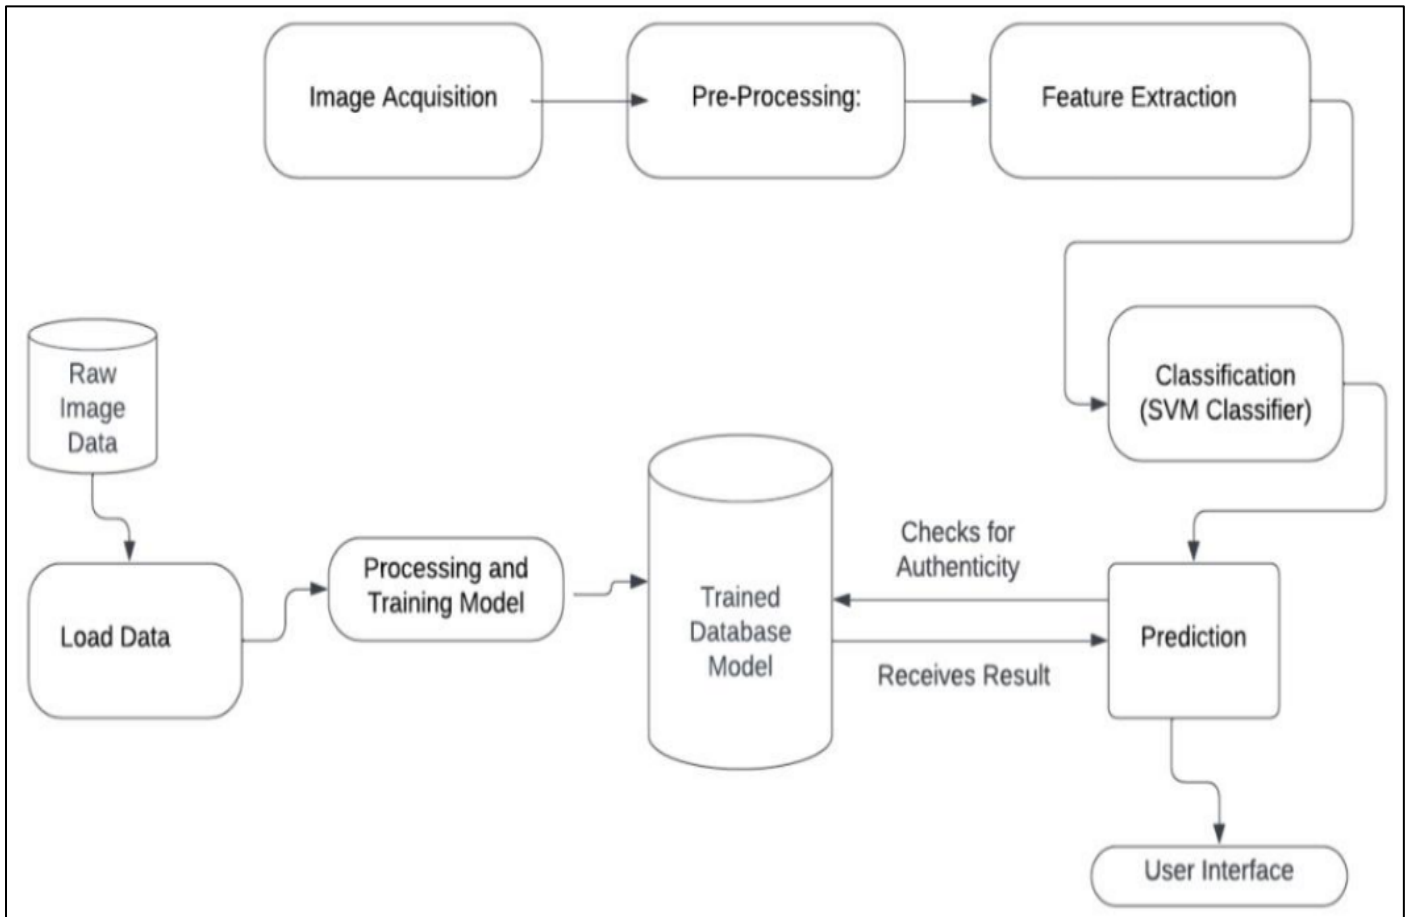 Image Acquisition
Pre-Processing:
Feature Extraction
Raw
Image
Data
Classification
(SVM Classifier)
Checks for
Authenticity
Processing and
Training Model
Load Data
Trained
Database
Model
Prediction
Receives Result
User Interface